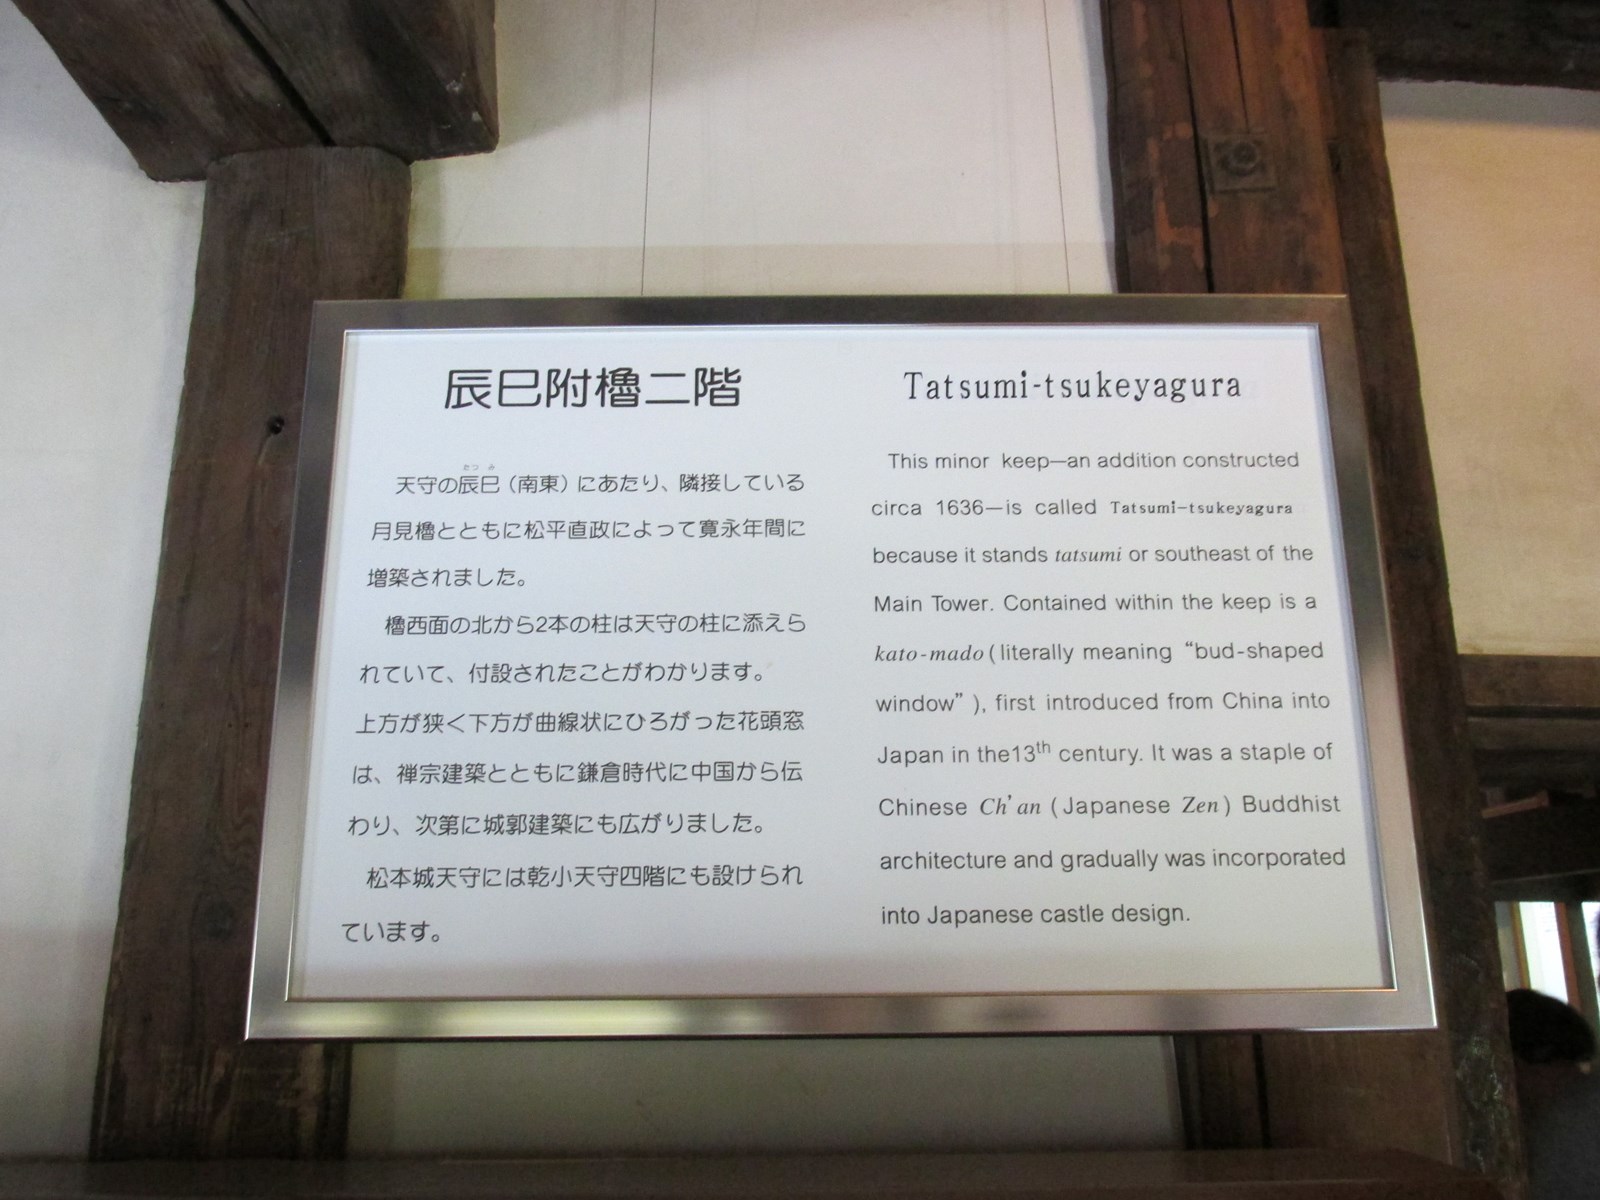 辰巳附櫓二階
たつ み
天守の辰巳(南東)にあたり、隣接している
月見櫓とともに松平直政によって寛永年間に
増築されました。
櫓西面の北から2本の柱は天守の柱に添えら
れていて、付設されたことがわかります。
上方が狭く下方が曲線状にひろがった花頭窓
は、禅宗建築とともに鎌倉時代に中国から伝
わり、次第に城郭建築にも広がりました。
松本城天守には乾小天守四階にも設けられ
ています。
Tatsumi-tsukeyagura
This minor keep—an addition constructed
circa 1636—is called Tatsumi-tsukeyagura
because it stands tatsumi or southeast of the
Main Tower. Contained within the keep is a
kato-mado (literally meaning “bud-shaped
window” ), first introduced from China into
Japan in the13th century. It was a staple of
Chinese Ch’an (Japanese Zen) Buddhist
architecture and gradually was incorporated
into Japanese castle design.